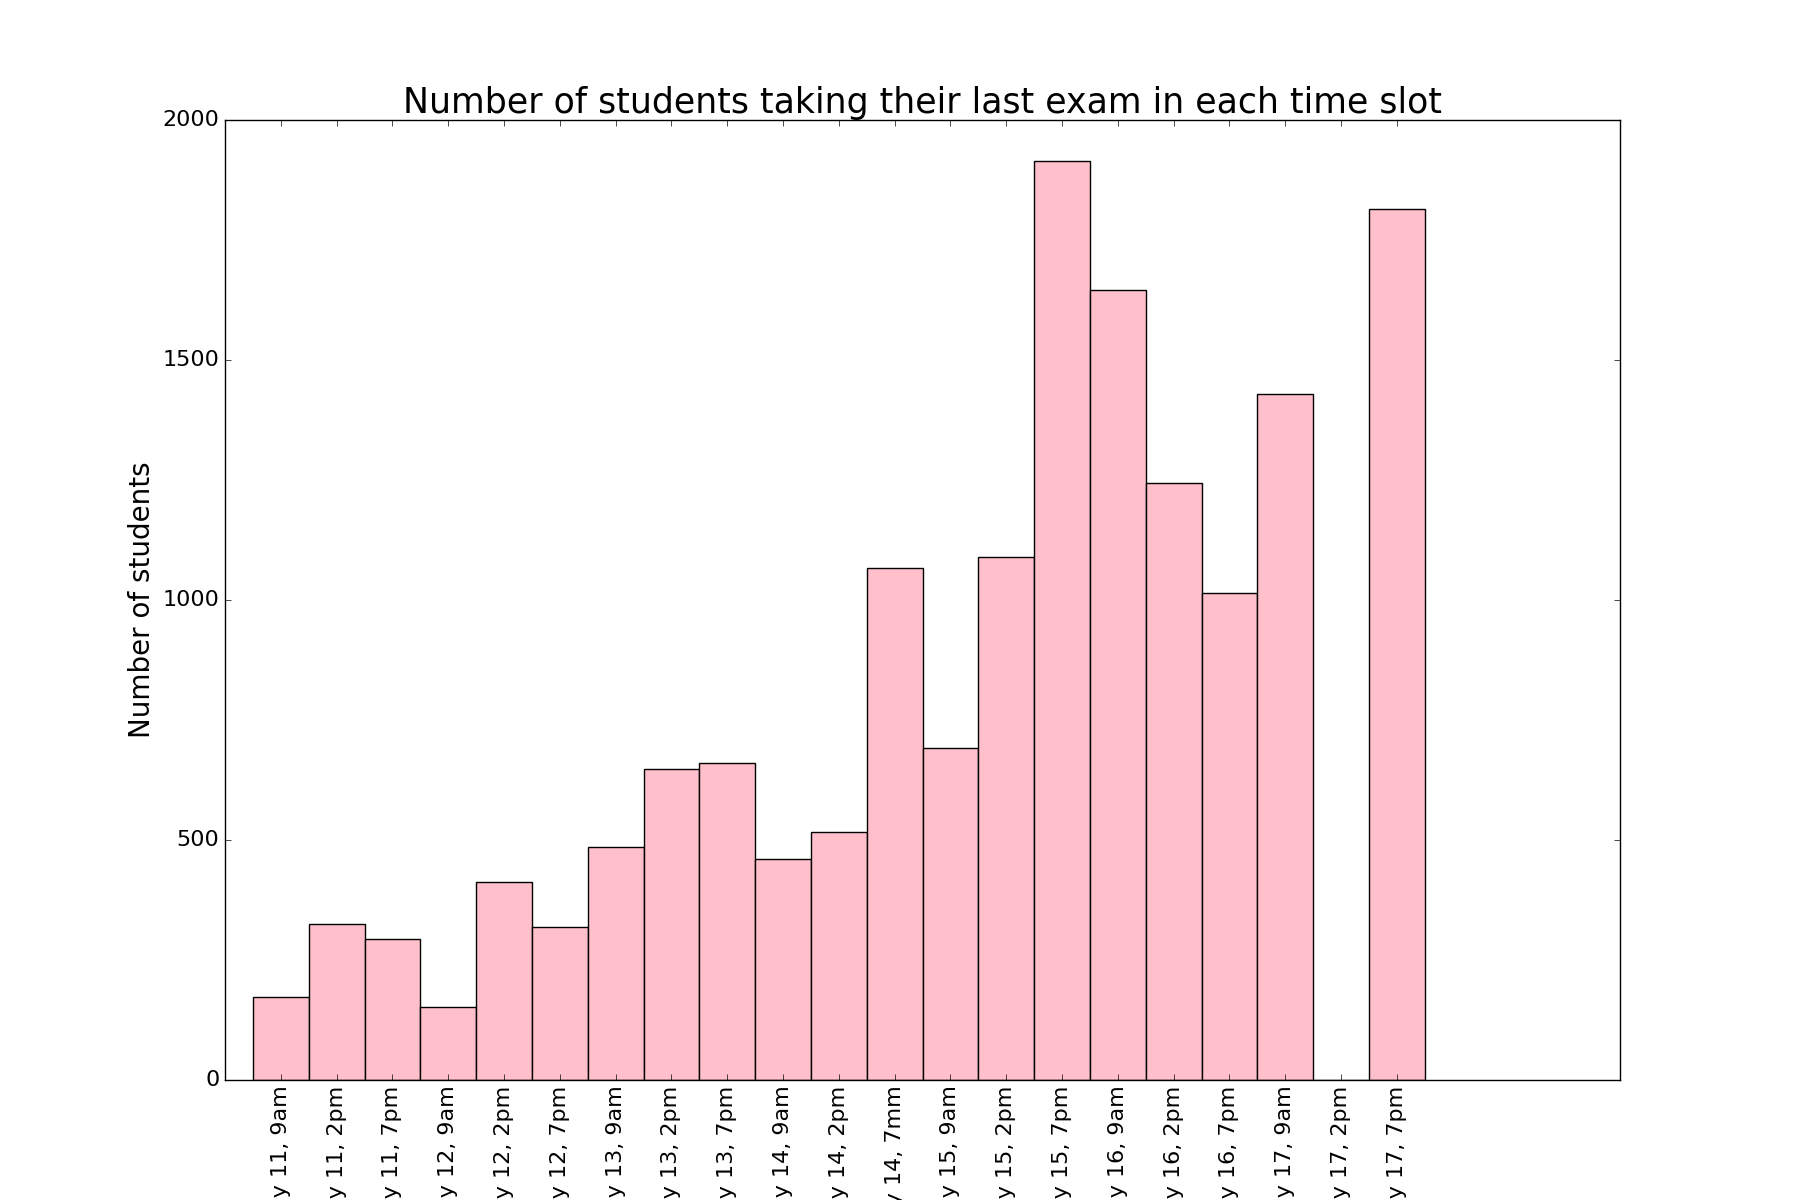 Number of students taking their last exam in each time slot
Number of students
2000
1500
1000
500
0
y 11, 9am
y 11, 2pm
y 11, 7pm
y 12, 9am
y 12, 2pm
y 12, 7pm
y 13, 9am
y 13, 2pm
y 13, 7pm
y 14, 9am
y 14, 2pm
y 14, 7mm
y 15, 9am
y 15, 2pm
y 15, 7pm
y 16, 9am
y 16, 2pm
y 16, 7pm
y 17, 9am
y 17, 2pm
y 17, 7pm